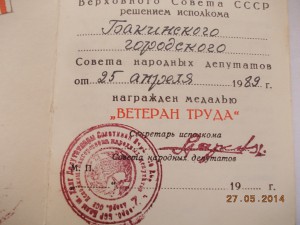 Верховного Совета СССР
решением исполкома
Бакинского
городского
Совета народных депутатов
от 25 апреля 1989 г.
награжден медалью
„ВЕТЕРАН ТРУДА“
Секретарь исполкома
Совета народных депутатов
М. П.
19 г.
27.05.2014